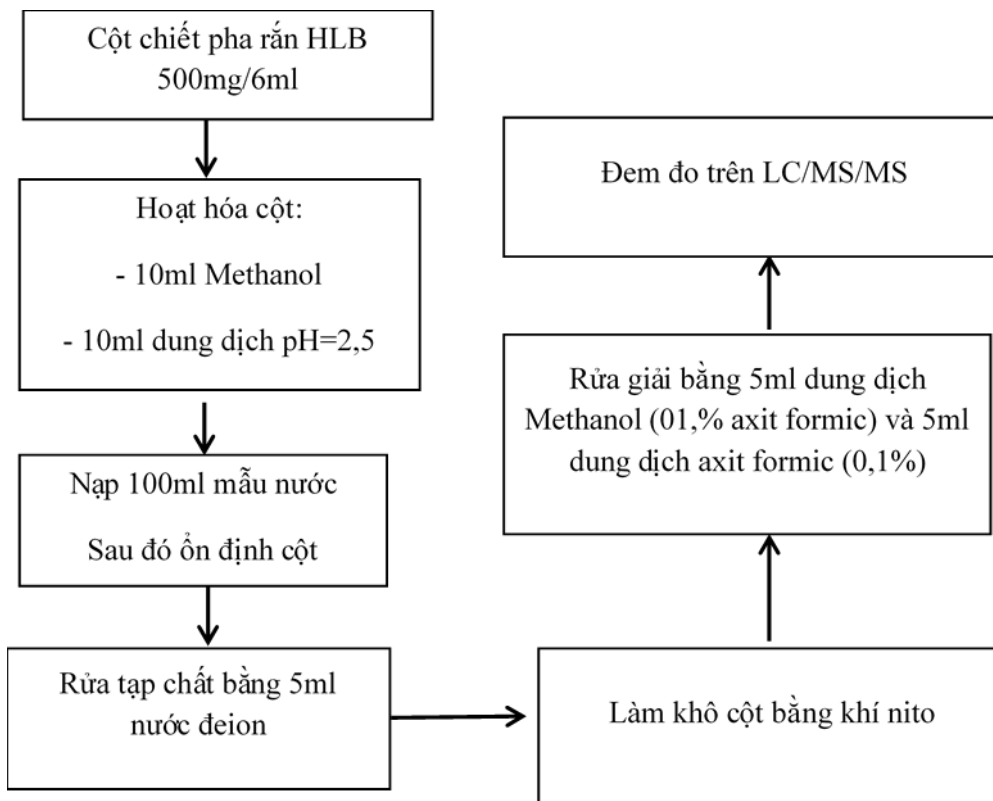 Cột chiết pha rắn HLB
500mg/6ml
Hoạt hóa cột:
- 10ml Methanol
- 10ml dung dịch pH=2,5
Nạp 100ml mẫu nước
Sau đó ổn định cột
Rửa tạp chất bằng 5ml
nước đeion
Làm khô cột bằng khí nito
Rửa giải bằng 5ml dung dịch
Methanol (01,% axit formic) và 5ml
dung dịch axit formic (0,1%)
Đem đo trên LC/MS/MS